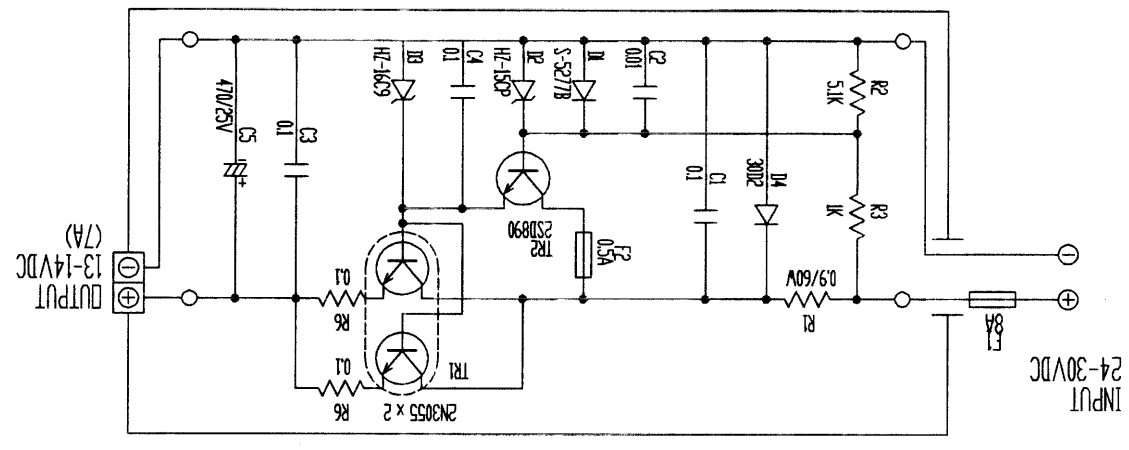 INPUT
24-30VDC
F1
8A
2N3055 x 2
TR1
R6
0.1
R1
0.9/60W
R6
0.1
+
+
OUTPUT
13-14VDC
(7A)
−
−
F2
0.5A
TR2
2SD890
R3
1K
D4
30D2
C1
0.1
R2
5.1K
C2
0.01
D1
S-5277B
D2
HZ-15CP
C4
0.1
D3
HZ-16C9
C3
0.1
C5
470/25V
+